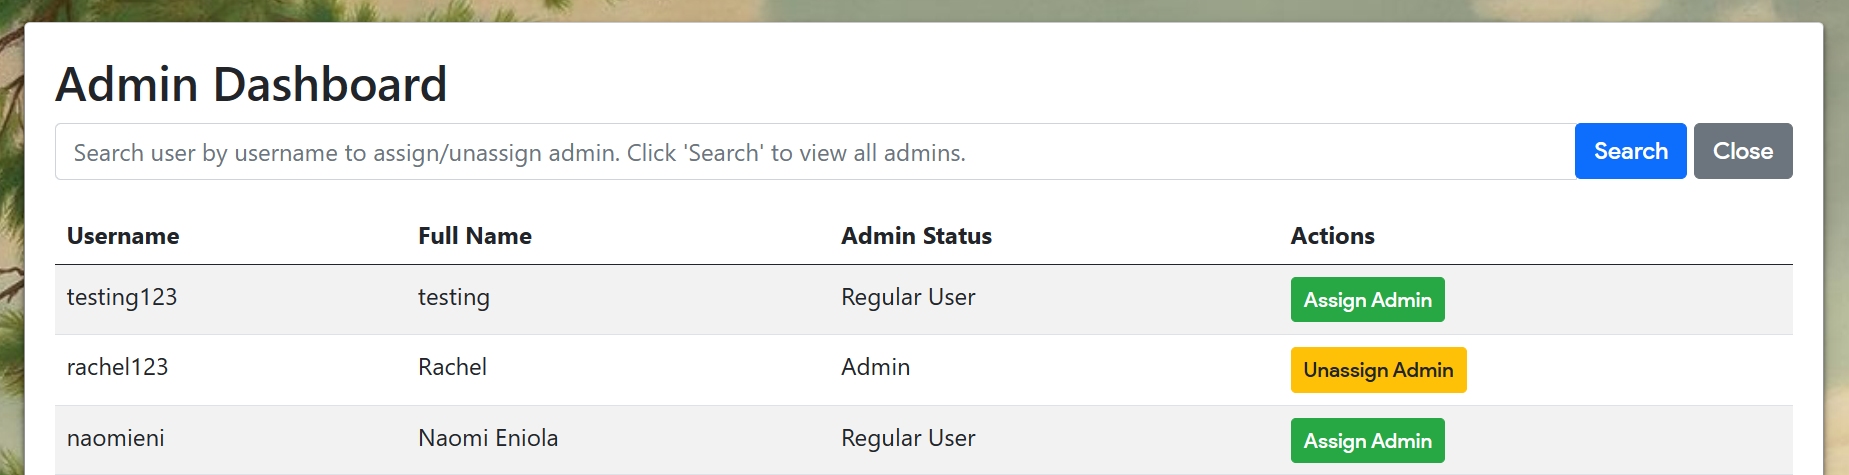 Admin Dashboard
Search user by username to assign/unassign admin. Click 'Search' to view all admins. Search Close
Username Full Name Admin Status Actions
testing123 testing Regular User Assign Admin
rachel123 Rachel Admin Unassign Admin
naomieni Naomi Eniola Regular User Assign Admin